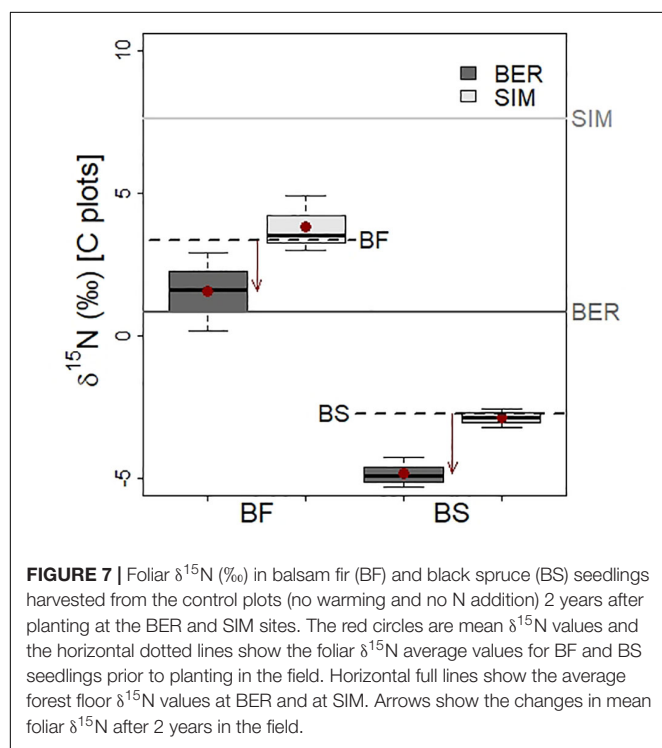 10
5
0
-5
δ15N (‰) [C plots]
BER
SIM
SIM
BF
BER
BS
BF
BS
FIGURE 7 | Foliar δ15N (‰) in balsam fir (BF) and black spruce (BS) seedlings
harvested from the control plots (no warming and no N addition) 2 years after
planting at the BER and SIM sites. The red circles are mean δ15N values and
the horizontal dotted lines show the foliar δ15N average values for BF and BS
seedlings prior to planting in the field. Horizontal full lines show the average
forest floor δ15N values at BER and at SIM. Arrows show the changes in mean
foliar δ15N after 2 years in the field.